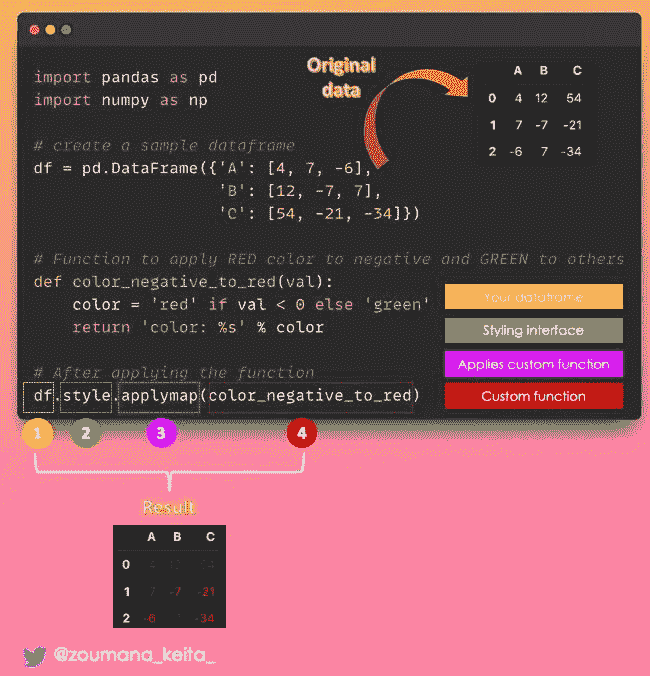 Original
data
A B C
0 4 12 54
1 7 -7 -21
2 -6 7 -34
import pandas as pd
import numpy as np
# create a sample dataframe
df = pd.DataFrame({'A': [4, 7, -6],
'B': [12, -7, 7],
'C': [54, -21, -34]})
# Function to apply RED color to negative and GREEN to others
def color_negative_to_red(val):
color = 'red' if val < 0 else 'green'
return 'color: %s' % color
# After applying the function
df.style.applymap(color_negative_to_red)
Your dataframe
Styling interface
Applies custom function
Custom function
1 2 3 4
Result
A B C
0 4 12 54
1 7 -7 -21
2 -6 7 -34
@zoumana_keita_